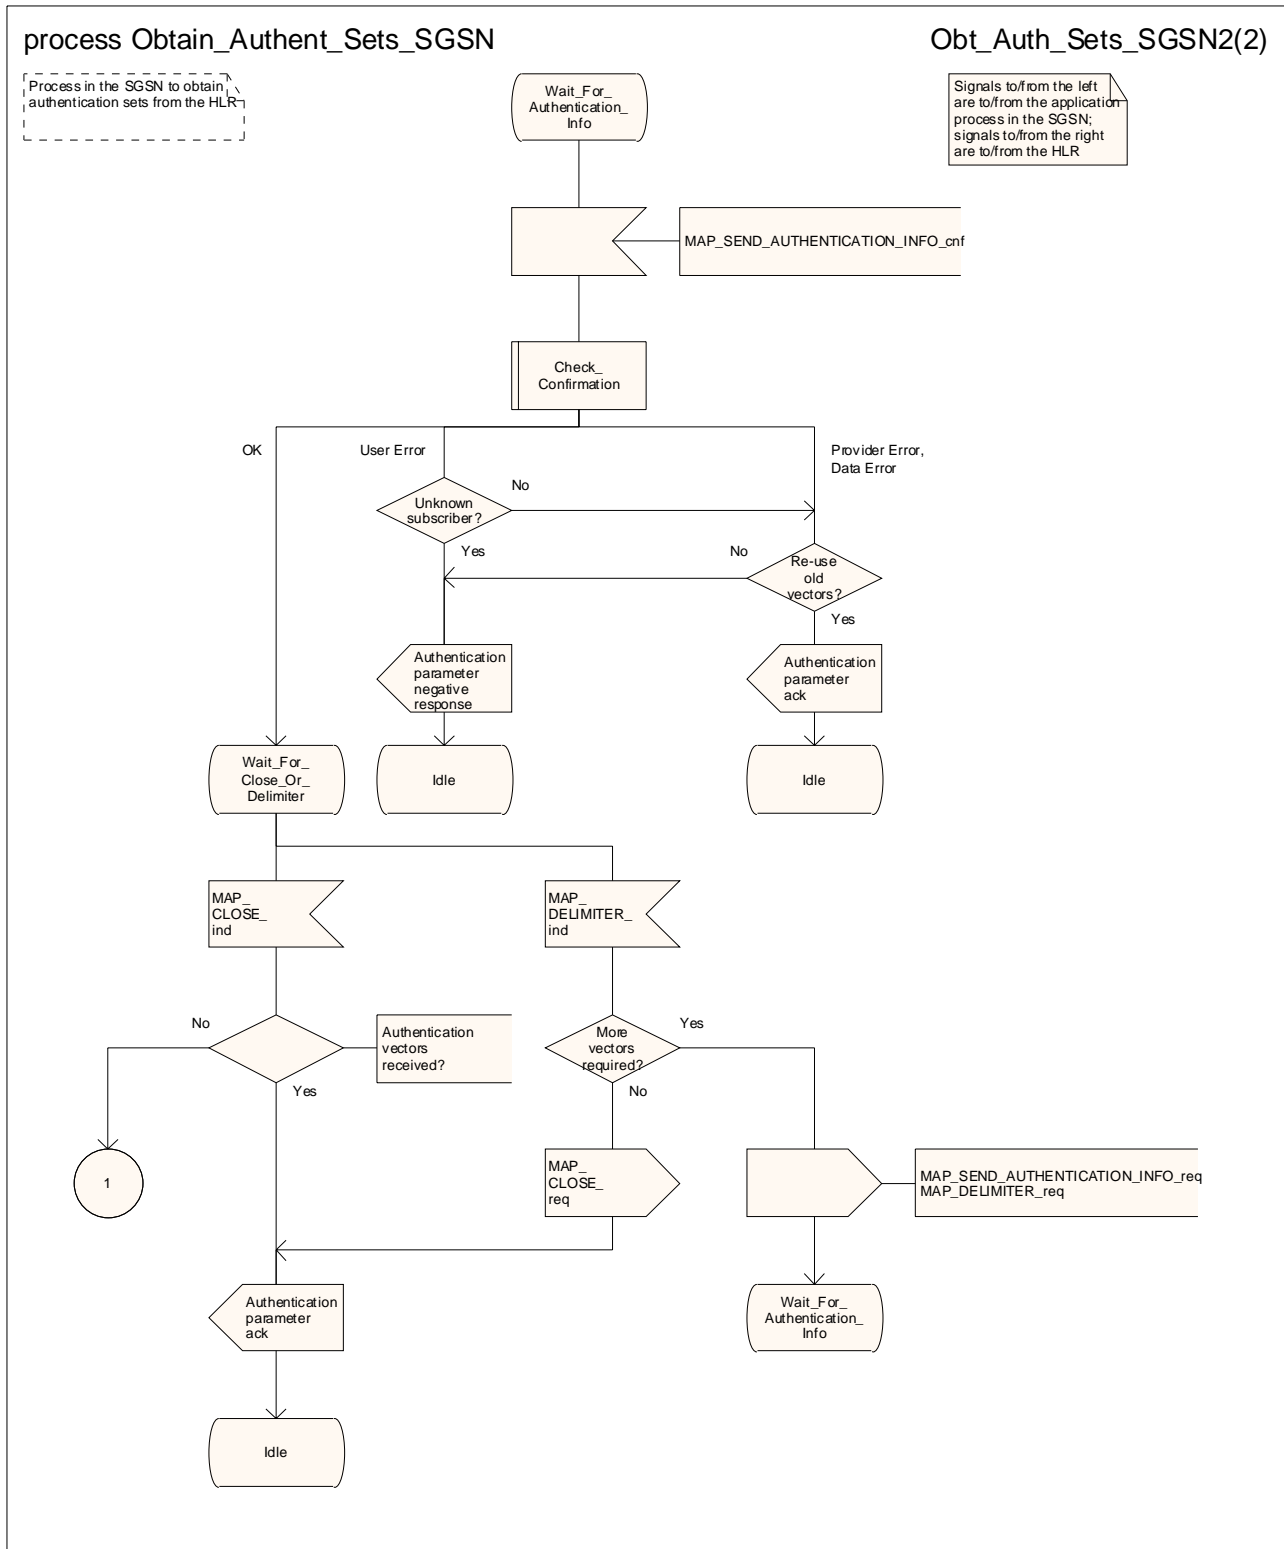 process Obtain_Authent_Sets_SGSN
Obt_Auth_Sets_SGSN2(2)
Process in the SGSN to obtain
authentication sets from the HLR
Wait_For_
Authentication_
Info
Signals to/from the left
are to/from the application
process in the SGSN;
signals to/from the right
are to/from the HLR
MAP_SEND_AUTHENTICATION_INFO_cnf
Check_
Confirmation
OK
User Error
Provider Error,
Data Error
Unknown
subscriber?
No
Yes
No
Re-use
old
vectors?
Yes
Authentication
parameter
negative
response
Authentication
parameter
ack
Wait_For_
Close_Or_
Delimiter
Idle
Idle
MAP_
CLOSE_
ind
MAP_
DELIMITER_
ind
No
Authentication
vectors
received?
Yes
More
vectors
required?
Yes
No
1
MAP_
CLOSE_
req
MAP_SEND_AUTHENTICATION_INFO_req
MAP_DELIMITER_req
Authentication
parameter
ack
Wait_For_
Authentication_
Info
Idle